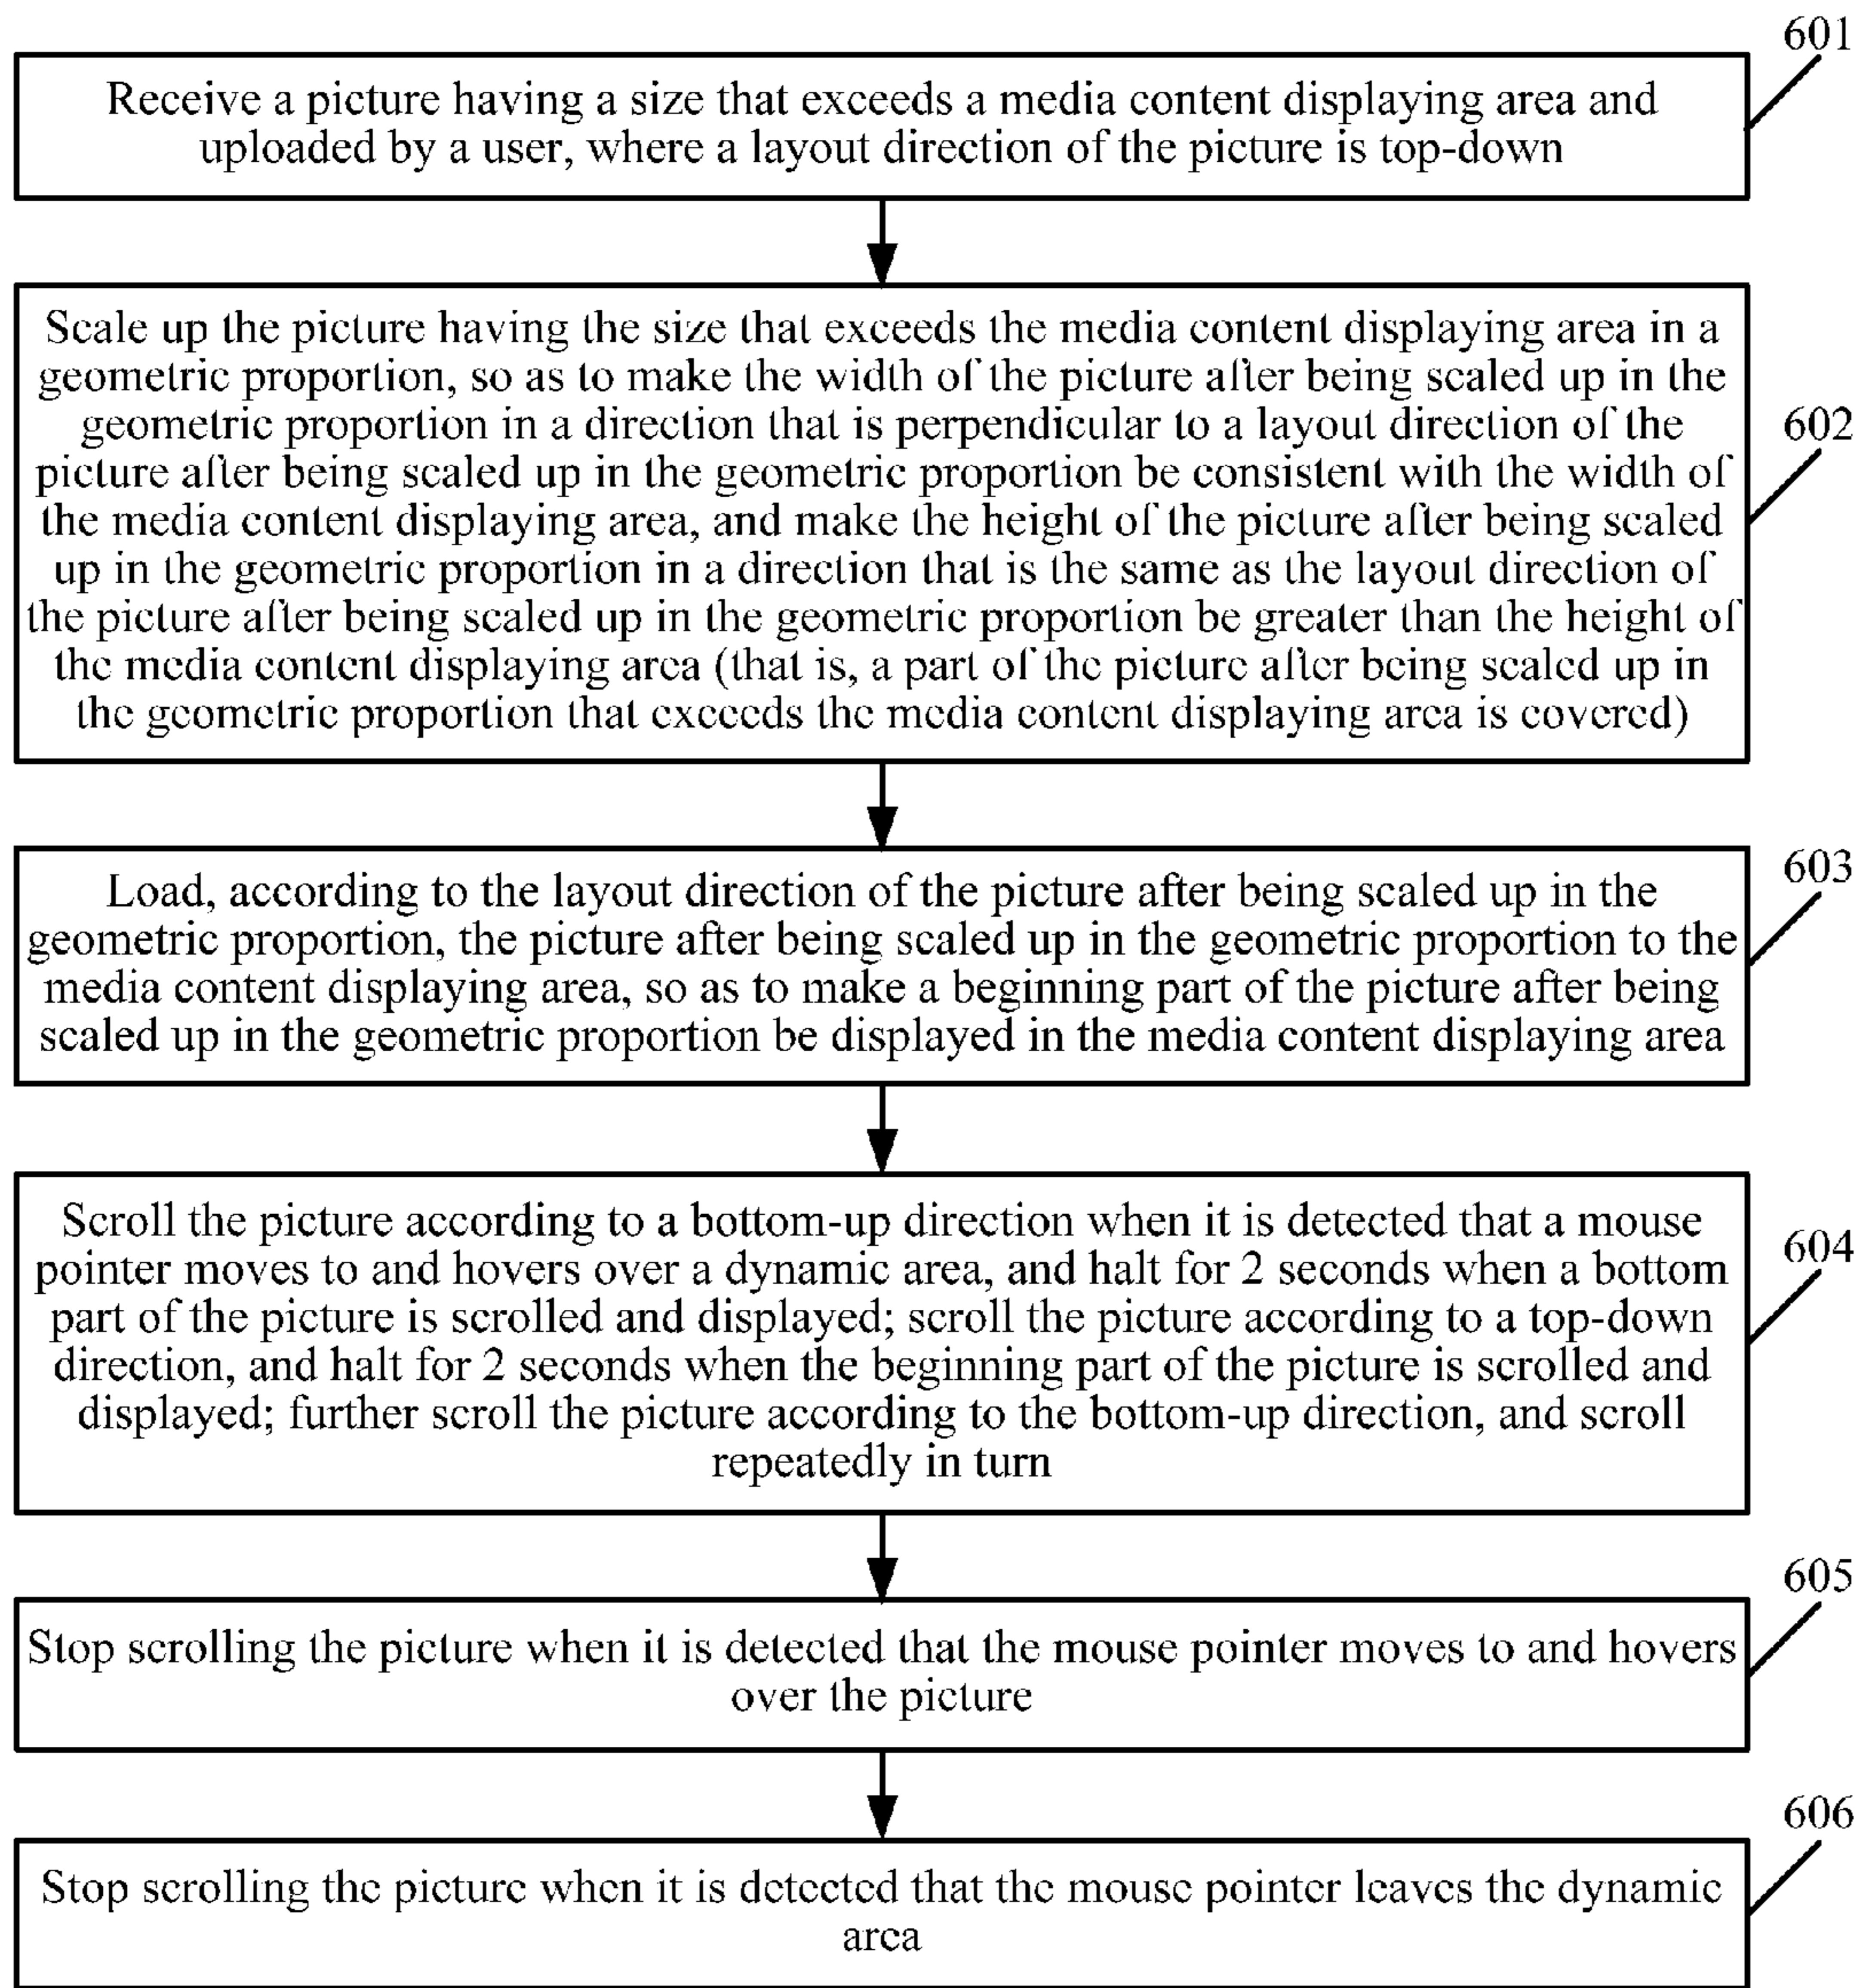 601
Receive a picture having a size that exceeds a media content displaying area and
uploaded by a user, where a layout direction of the picture is top-down
Scale up the picture having the size that exceeds the media content displaying area in a
geometric proportion, so as to make the width of the picture after being scaled up in the
geometric proportion in a direction that is perpendicular to a layout direction of the
picture after being scaled up in the geometric proportion be consistent with the width of
the media content displaying area, and make the height of the picture after being scaled
up in the geometric proportion in a direction that is the same as the layout direction of
the picture after being scaled up in the geometric proportion be greater than the height of
the media content displaying area (that is, a part of the picture after being scaled up in
the geometric proportion that exceeds the media content displaying area is covered)
602
603
Load, according to the layout direction of the picture after being scaled up in the
geometric proportion, the picture after being scaled up in the geometric proportion to the
media content displaying area, so as to make a beginning part of the picture after being
scaled up in the geometric proportion be displayed in the media content displaying area
Scroll the picture according to a bottom-up direction when it is detected that a mouse
pointer moves to and hovers over a dynamic area, and halt for 2 seconds when a bottom
part of the picture is scrolled and displayed; scroll the picture according to a top-down
direction, and halt for 2 seconds when the beginning part of the picture is scrolled and
displayed; further scroll the picture according to the bottom-up direction, and scroll
repeatedly in turn
604
605
Stop scrolling the picture when it is detected that the mouse pointer moves to and hovers
over the picture
606
Stop scrolling the picture when it is detected that the mouse pointer leaves the dynamic
area